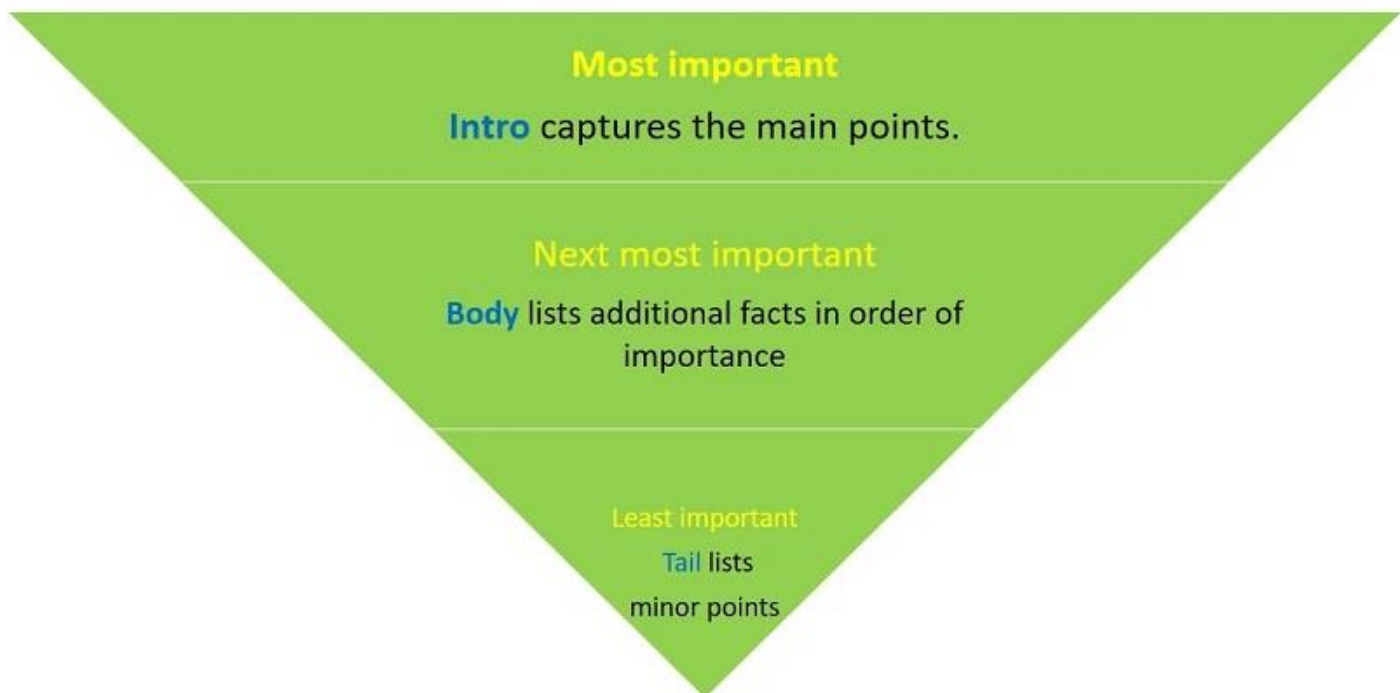 Most important
Intro captures the main points.
Next most important
Body lists additional facts in order of
importance
Least important
Tail lists
minor points